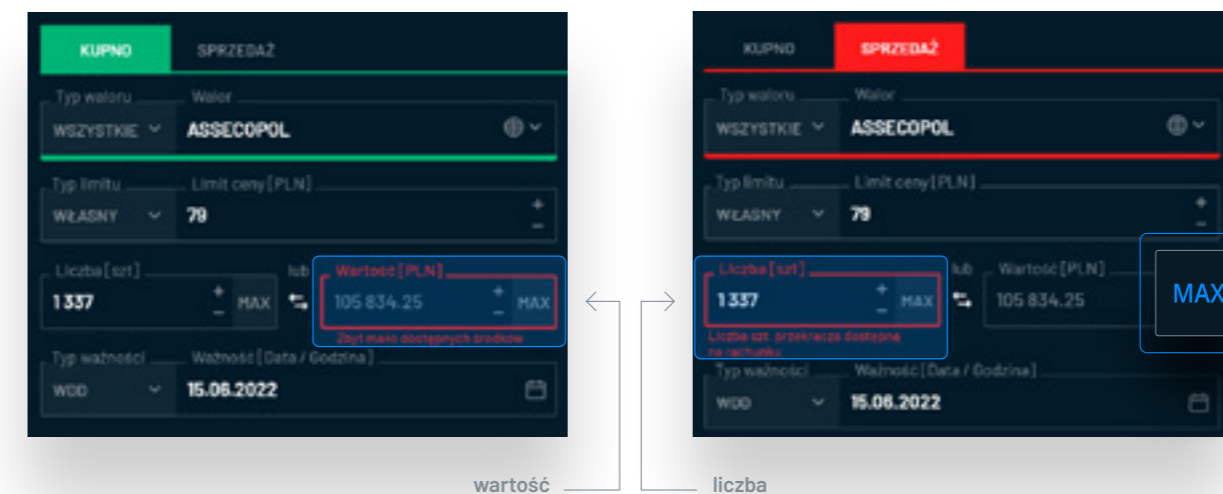 KUPNO SPRZEDAŻ
Typ waloru Walor
WSZYSTKIE ASSECOPOL
Typ limitu Limit ceny [PLN]
WŁASNY 79
Liczba [szt] lub Wartość [PLN]
1 337 MAX 105 834.25 MAX
Zbyt mało dostępnych środków
Typ ważności Ważność [Data / Godzina]
WDD 15.06.2022
KUPNO SPRZEDAŻ
Typ waloru Walor
WSZYSTKIE ASSECOPOL
Typ limitu Limit ceny [PLN]
WŁASNY 79
Liczba [szt] lub Wartość [PLN]
1 337 MAX 105 834.25 MAX
Liczba szt. przekracza dostępną
na rachunku
Typ ważności Ważność [Data / Godzina]
WDD 15.06.2022
wartość liczba